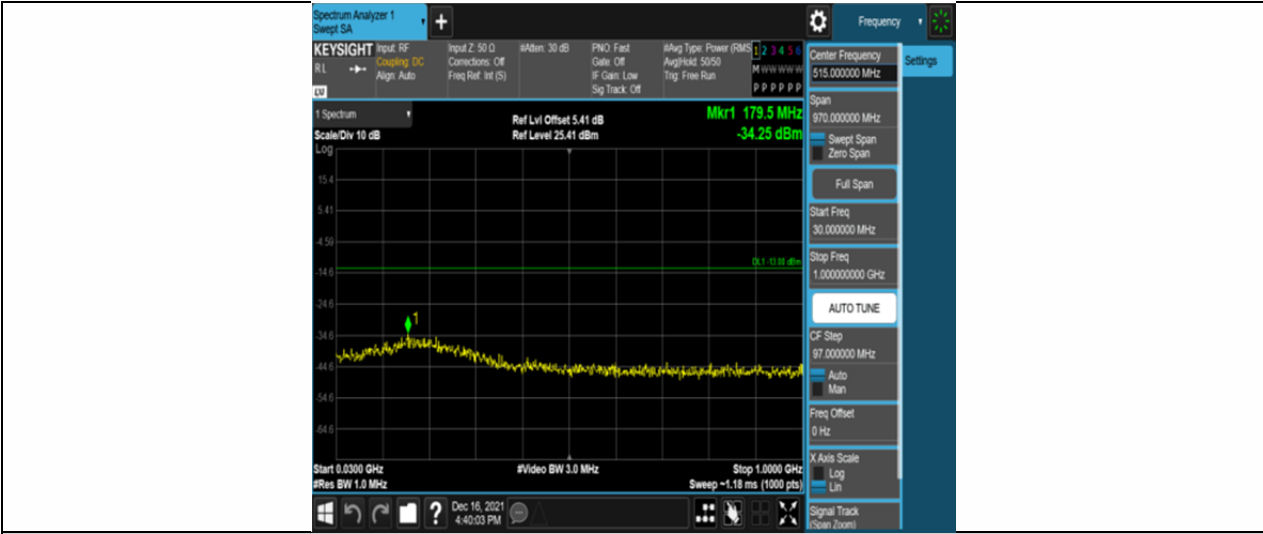 Spectrum Analyzer 1
Swept SA
Frequency
KEYSIGHT
RL
LV
Input: RF
Coupling: DC
Align: Auto
Input Z: 50 Ω
Corrections: Off
Freq Ref: Int (S)
#Atten: 30 dB
PNO: Fast
Gate: Off
IF Gain: Low
Sig Track: Off
#Avg Type: Power (RMS
Avg|Hold: 50/50
Trig: Free Run
1 2 3 4 5 6
M W W W W W
P P P P P P
1 Spectrum
Scale/Div 10 dB
Log
Ref Lvl Offset 5.41 dB
Ref Level 25.41 dBm
Mkr1 179.5 MHz
-34.25 dBm
15.4
5.41
-4.59
DL1 -13.00 dBm
-14.6
-24.6
1
-34.6
-44.6
-54.6
-64.6
Start 0.0300 GHz
#Res BW 1.0 MHz
#Video BW 3.0 MHz
Stop 1.0000 GHz
Sweep ~1.18 ms (1000 pts)
Dec 16, 2021
4:40:03 PM
Center Frequency
515.000000 MHz
Settings
Span
970.000000 MHz
Swept Span
Zero Span
Full Span
Start Freq
30.000000 MHz
Stop Freq
1.000000000 GHz
AUTO TUNE
CF Step
97.000000 MHz
Auto
Man
Freq Offset
0 Hz
X Axis Scale
Log
Lin
Signal Track
(Span Zoom)